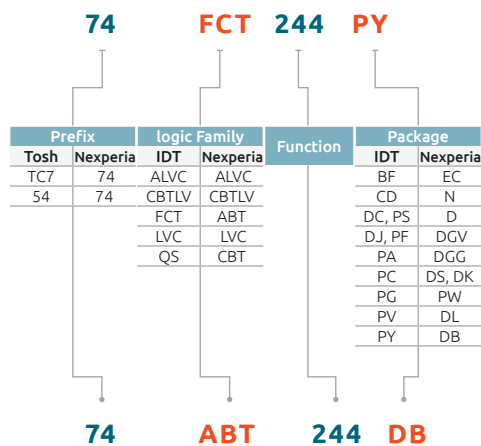 74 FCT 244 PY
Prefix logic Family Function Package
Tosh Nexperia IDT Nexperia IDT Nexperia
TC7 74 ALVC ALVC BF EC
54 74 CBTLV CBTLV CD N
FCT ABT DC, PS D
LVC LVC DJ, PF DGV
QS CBT PA DGG
PC DS, DK
PG PW
PV DL
PY DB
74 ABT 244 DB